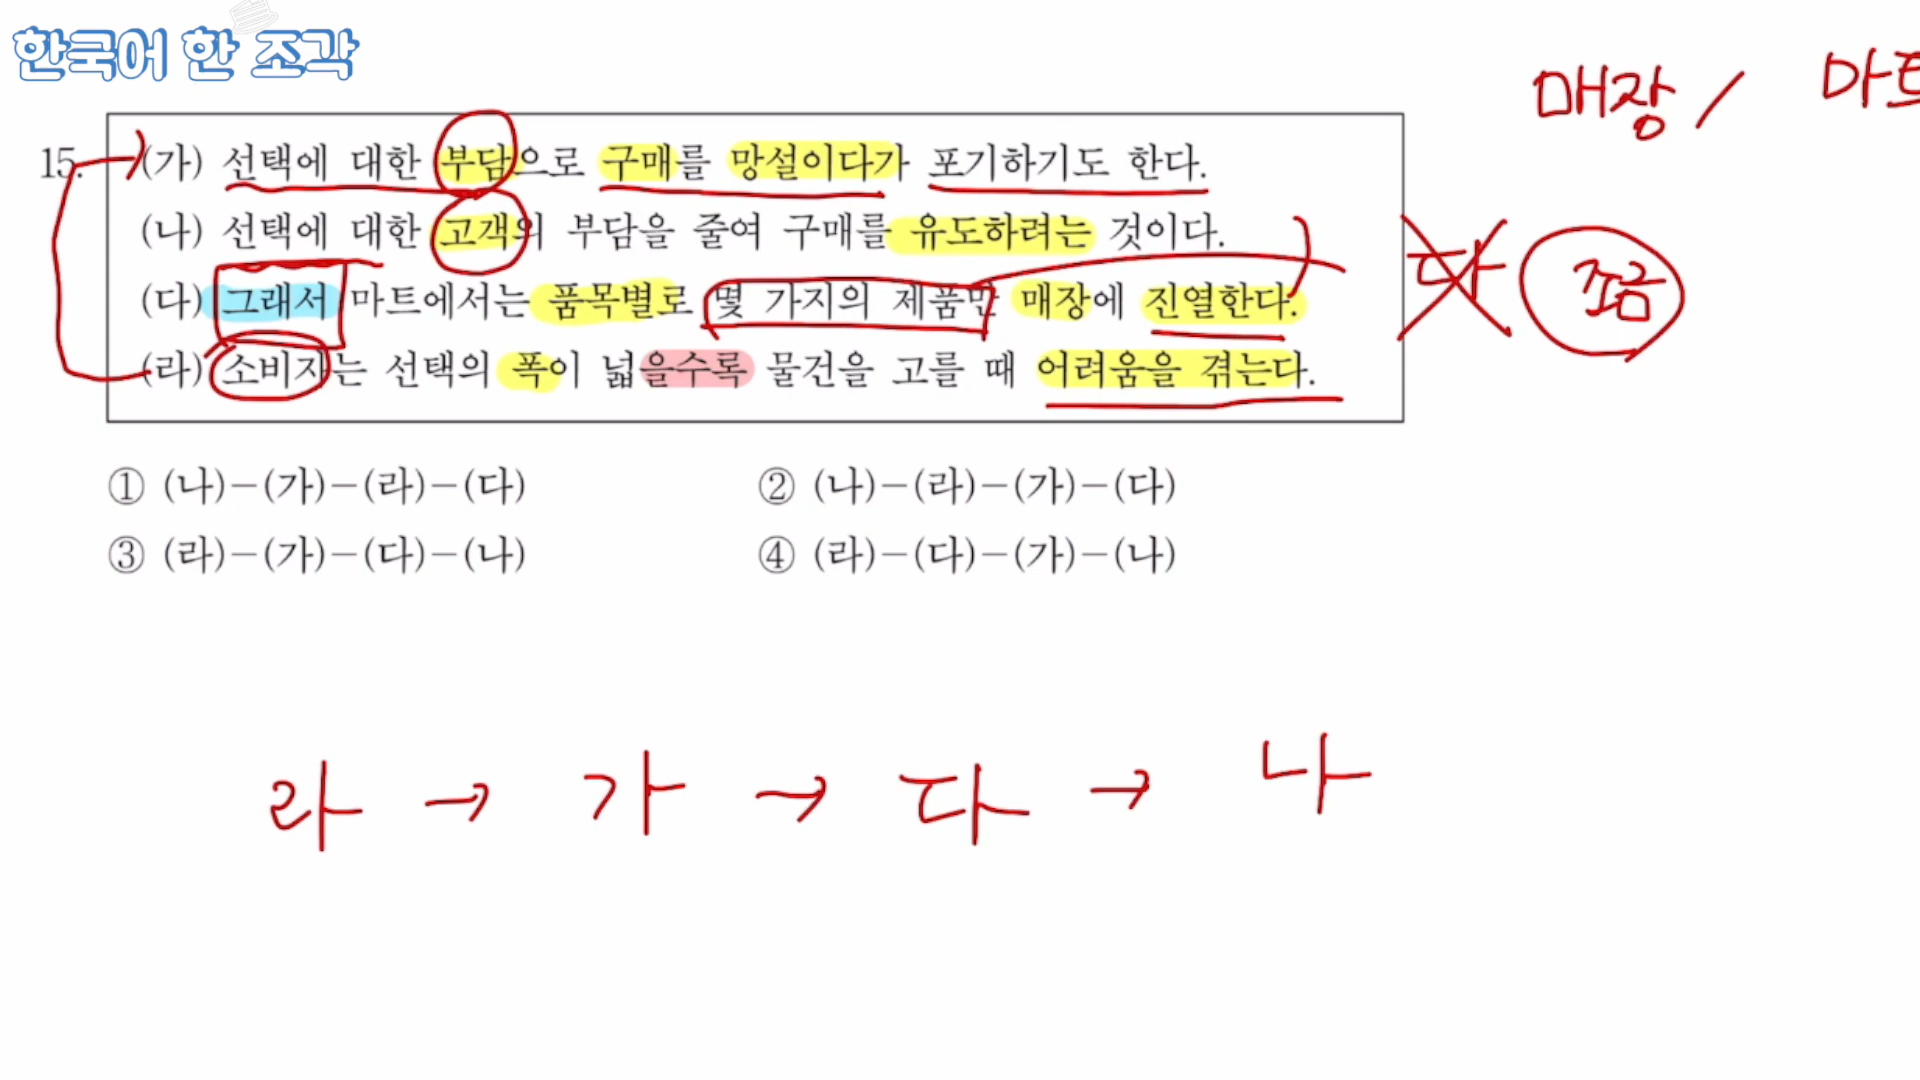 한국어 한 조각
매장 / 마트
15. (가) 선택에 대한 부담으로 구매를 망설이다가 포기하기도 한다.
(나) 선택에 대한 고객의 부담을 줄여 구매를 유도하려는 것이다.
(다) 그래서 마트에서는 품목별로 몇 가지의 제품만 매장에 진열한다.
다 조금
(라) 소비자는 선택의 폭이 넓을수록 물건을 고를 때 어려움을 겪는다.
① (나)-(가)-(라)-(다) ② (나)-(라)-(가)-(다)
③ (라)-(가)-(다)-(나) ④ (라)-(다)-(가)-(나)
라 → 가 → 다 → 나